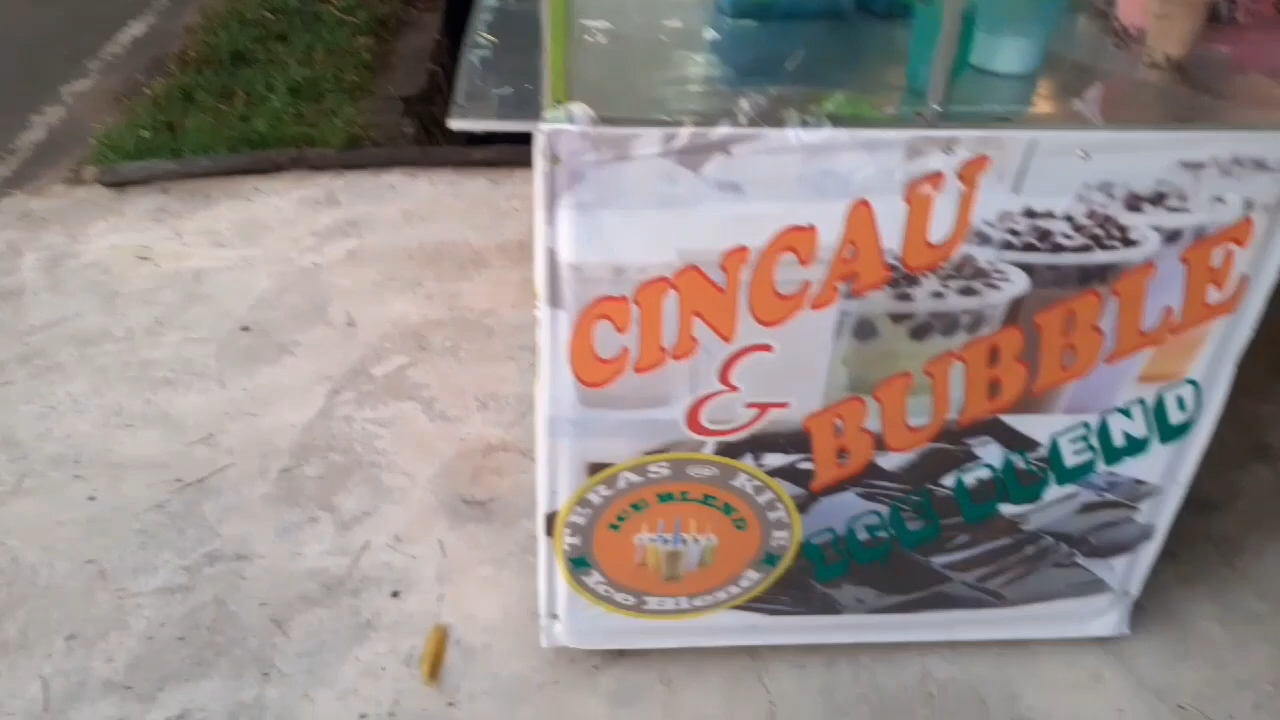 CINCAU
&
BUBBLE
ICE BLEND
TERAS @ KITE
ICE BLEND
Ice Blend